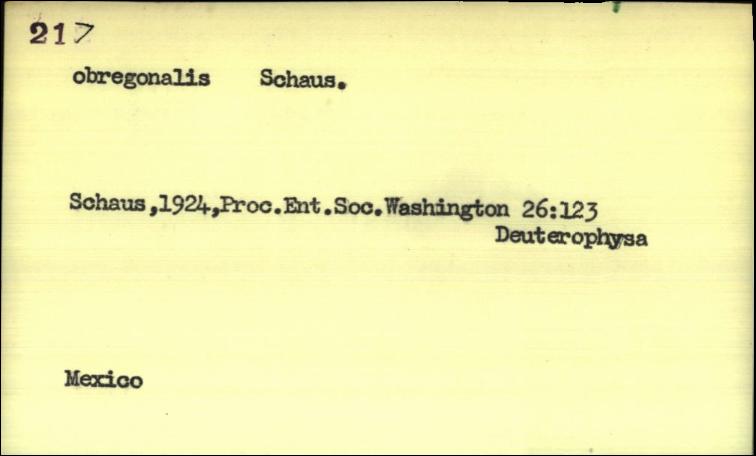 217
obregonalis Schaus.
Schaus,1924,Proc.Ent.Soc.Washington 26:123
Deuterophysa
Mexico